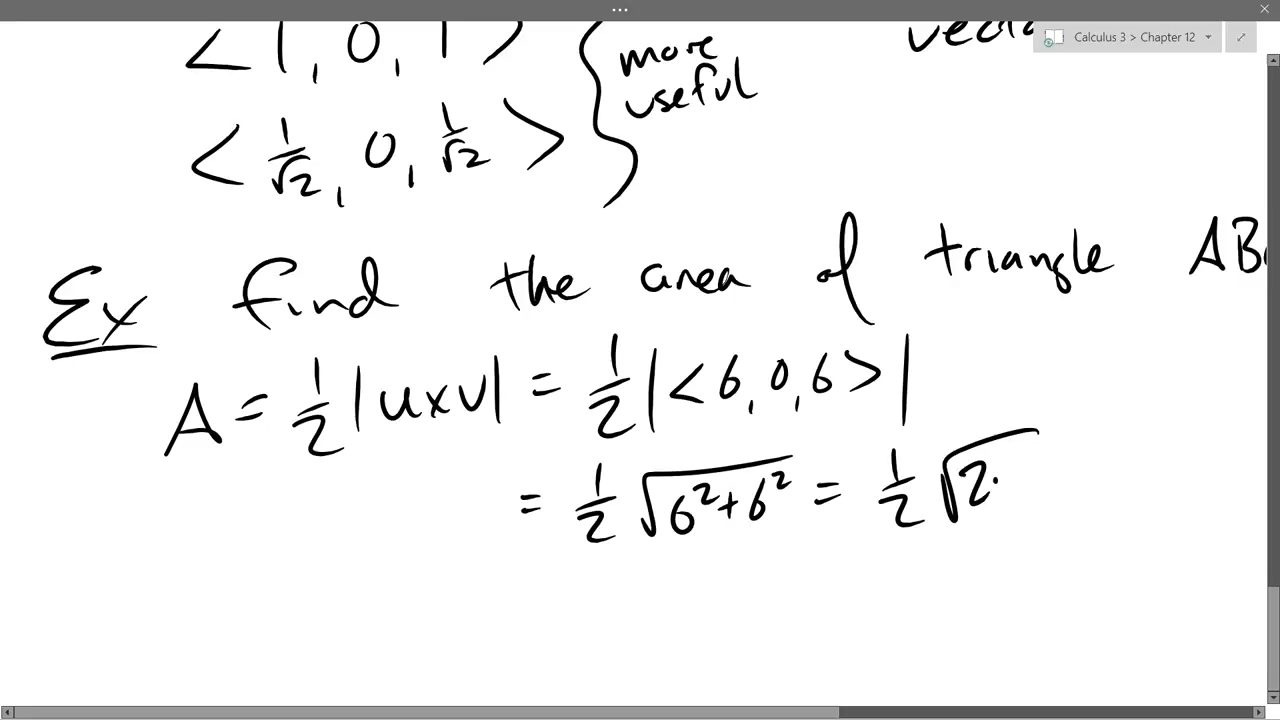 ...
Calculus 3 > Chapter 12
< 1, 0, 1 >
more
useful
< 1/√2, 0, 1/√2 >
Ex find the area of triangle AB
A = 1/2 |u×v| = 1/2 |<6, 0, 6>|
= 1/2 √(6²+6²) = 1/2 √2·